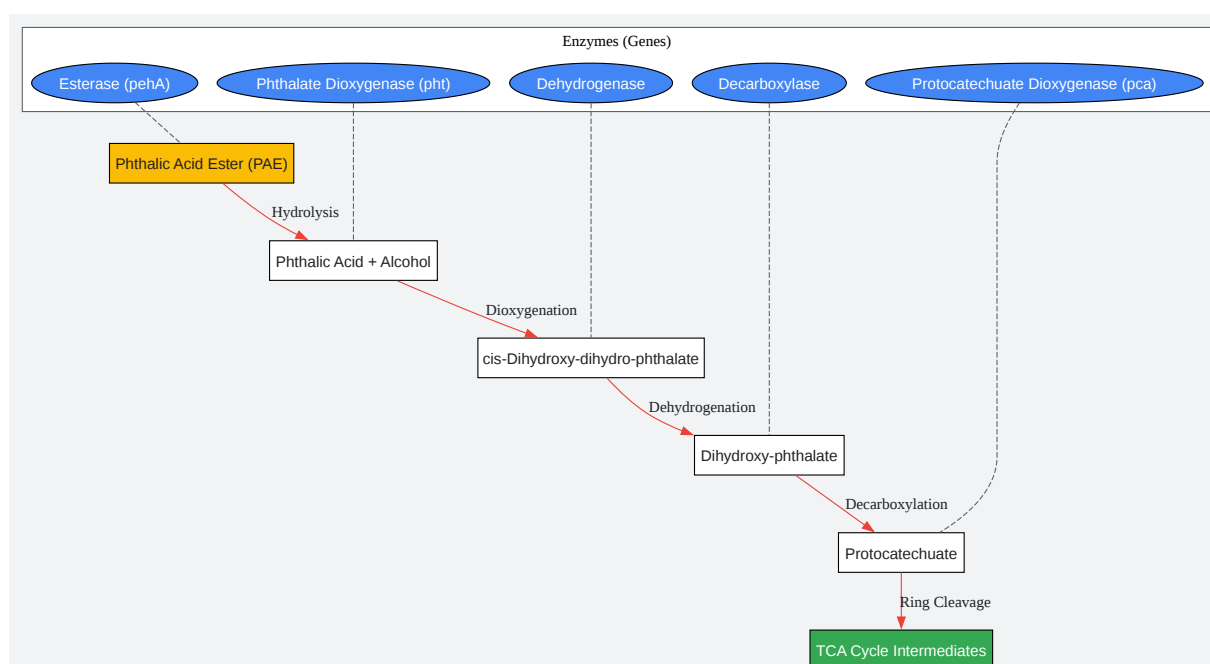 Enzymes (Genes)
Esterase (pehA)
Phthalate Dioxygenase (pht)
Dehydrogenase
Decarboxylase
Protocatechuate Dioxygenase (pca)
Phthalic Acid Ester (PAE)
Hydrolysis
Phthalic Acid + Alcohol
Dioxygenation
cis-Dihydroxy-dihydro-phthalate
Dehydrogenation
Dihydroxy-phthalate
Decarboxylation
Protocatechuate
Ring Cleavage
TCA Cycle Intermediates